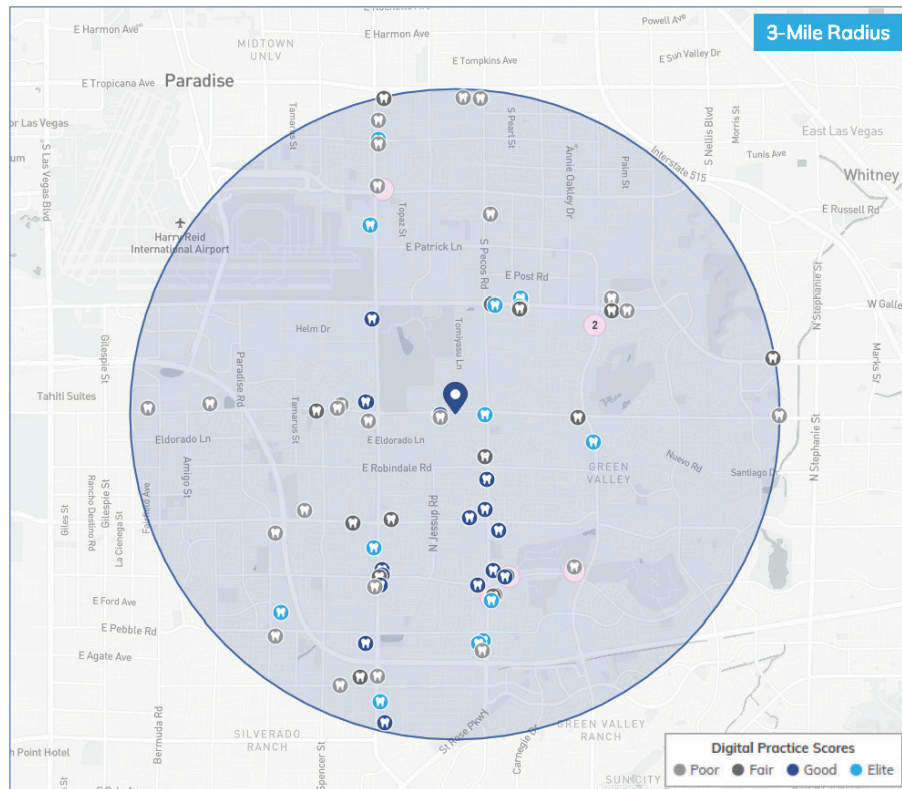 E Harmon Ave
E Harmon Ave
Powell Ave
3-Mile Radius
MIDTOWN
UNLV
E Tompkins Ave
E Sun Valley Dr
E Tropicana Ave
Paradise
or Las Vegas
um
S Las Vegas Blvd
Tamarus St
S Pearl St
Annie Oakley Dr
Palm St
S Nellis Blvd
Morris St
East Las Vegas
Interstate 515
Tunis Ave
Whitney
E Russell Rd
Harry Reid
International Airport
Topaz St
E Patrick Ln
S Pecos Rd
E Post Rd
N Stephanie St
W Galle
Helm Dr
Tomiyasu Ln
2
Gillespie St
Paradise Rd
Marks St
Tahiti Suites
Tamarus St
Eldorado Ln
E Eldorado Ln
N Stephanie St
E Robindale Rd
GREEN
VALLEY
Nuevo Rd
Santiago Dr
Amigo St
Giles St
Rancho Destino Rd
Gillespie St
La Cienega St
Fairfield Ave
N Jessup Rd
E Ford Ave
E Pebble Rd
E Agate Ave
Bermuda Rd
SILVERADO
RANCH
Spencer St
St Rose Pkwy
Carnegie Dr
GREEN VALLEY
RANCH
h Point Hotel
SUN CITY
Digital Practice Scores
Poor Fair Good Elite